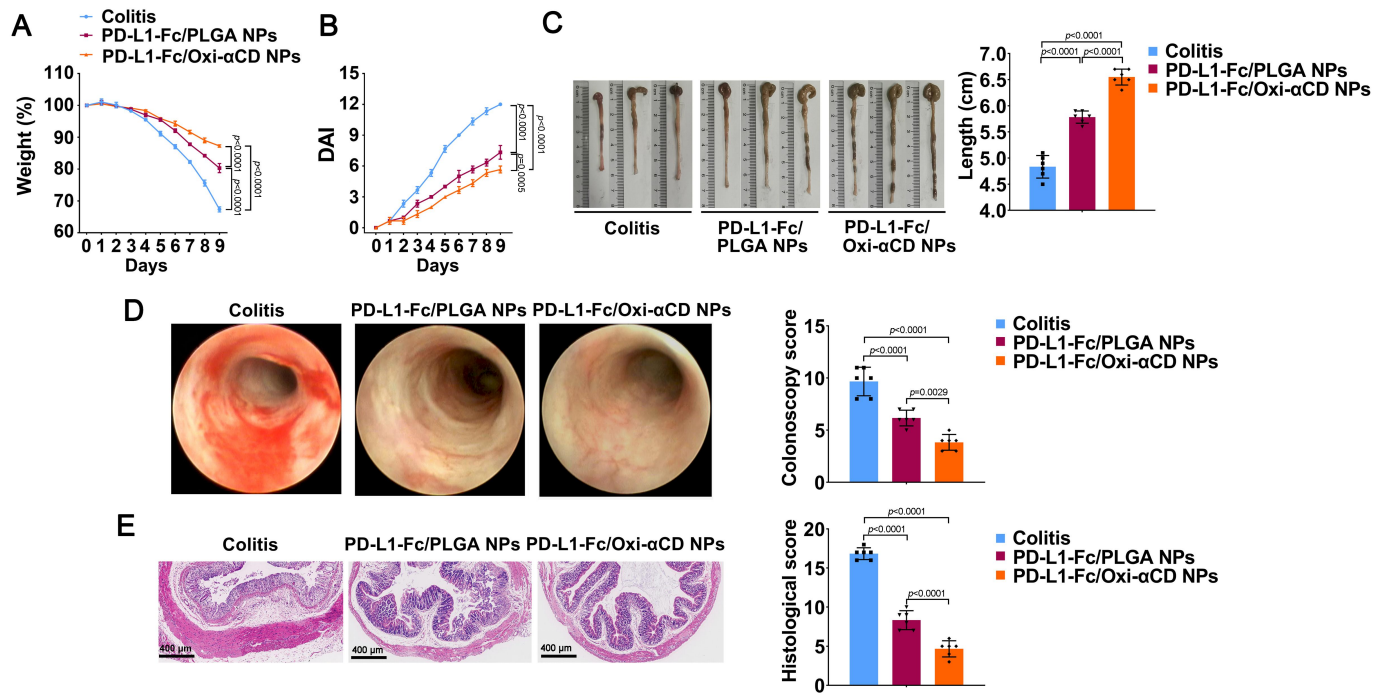 A
Colitis
PD-L1-Fc/PLGA NPs
PD-L1-Fc/Oxi-αCD NPs
Weight (%)
110
100
90
80
70
60
0 1 2 3 4 5 6 7 8 9
Days
p<0.0001
p<0.0001
p<0.0001
B
DAI
15
12
9
6
3
0
0 1 2 3 4 5 6 7 8 9
Days
p<0.0001
p=0.0005
p<0.0001
C
Colitis
PD-L1-Fc/
PLGA NPs
PD-L1-Fc/
Oxi-αCD NPs
Length (cm)
7.0
6.5
6.0
5.5
5.0
4.5
4.0
p<0.0001
p<0.0001 p<0.0001
Colitis
PD-L1-Fc/PLGA NPs
PD-L1-Fc/Oxi-αCD NPs
D
Colitis
PD-L1-Fc/PLGA NPs
PD-L1-Fc/Oxi-αCD NPs
Colonoscopy score
15
10
5
0
p<0.0001
p<0.0001
p=0.0029
Colitis
PD-L1-Fc/PLGA NPs
PD-L1-Fc/Oxi-αCD NPs
E
Colitis
PD-L1-Fc/PLGA NPs
PD-L1-Fc/Oxi-αCD NPs
400 μm
400 μm
400 μm
Histological score
20
15
10
5
0
p<0.0001
p<0.0001
p<0.0001
Colitis
PD-L1-Fc/PLGA NPs
PD-L1-Fc/Oxi-αCD NPs